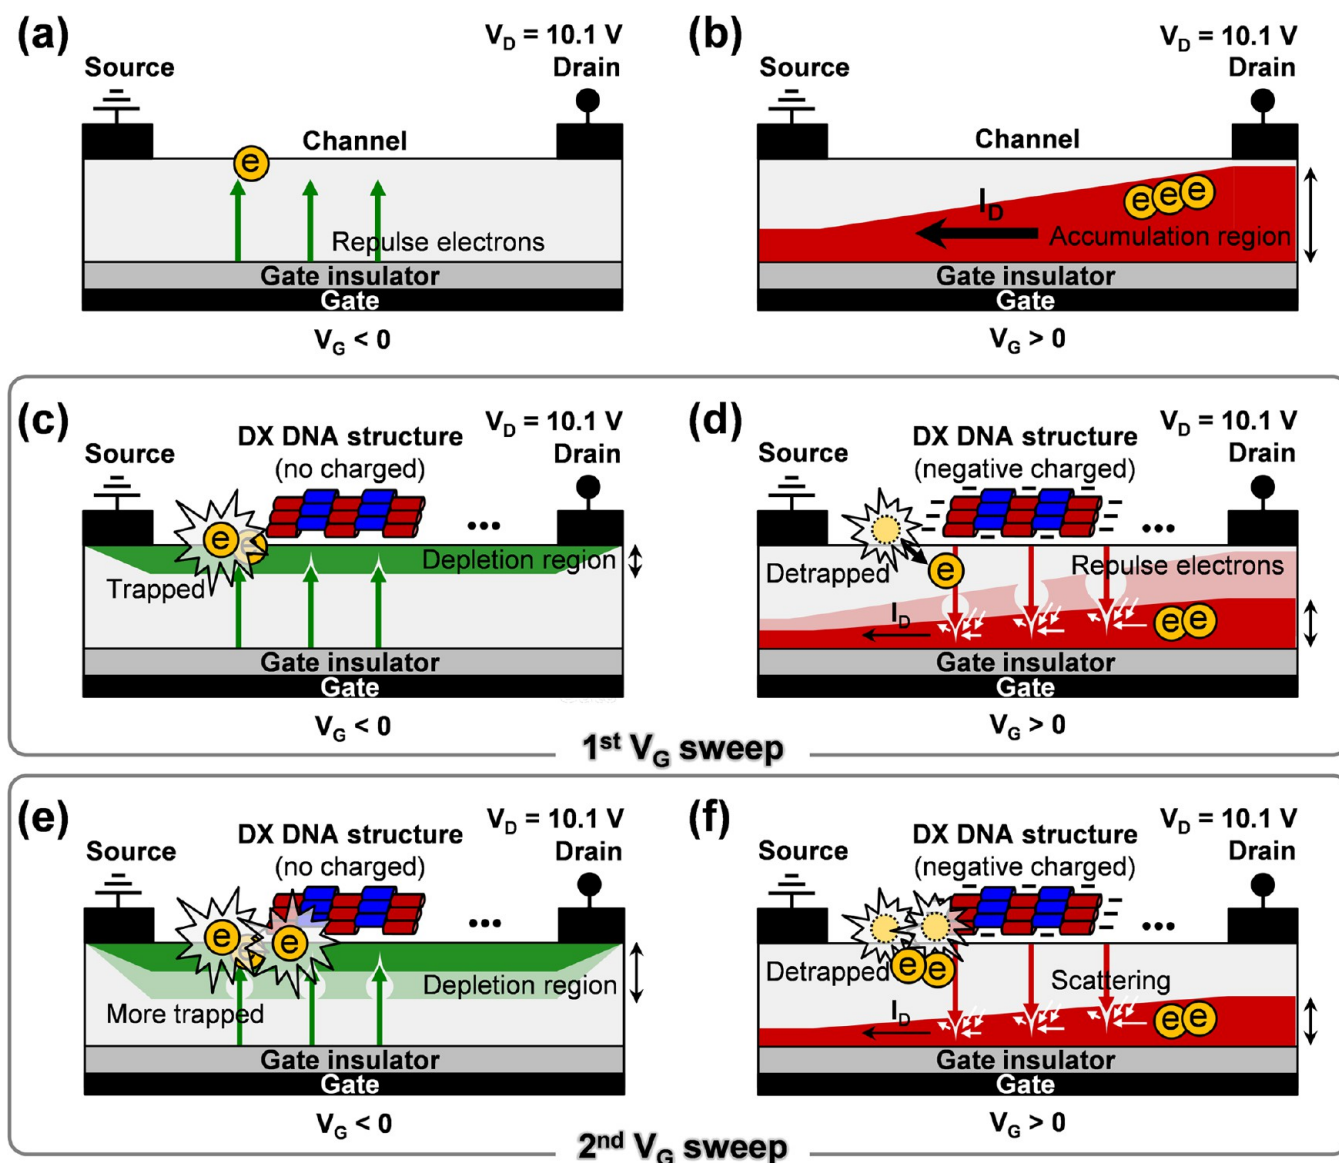 (a)
V_D = 10.1 V
Source
Drain
Channel
e
Repulse electrons
Gate insulator
Gate
V_G < 0
(b)
V_D = 10.1 V
Source
Drain
Channel
e e e
I_D
Accumulation region
Gate insulator
Gate
V_G > 0
(c)
V_D = 10.1 V
DX DNA structure
Source
(no charged)
Drain
...
e e
Depletion region
Trapped
Gate insulator
Gate
V_G < 0
(d)
V_D = 10.1 V
DX DNA structure
Source
(negative charged)
Drain
...
Detrapped
e
Repulse electrons
I_D
e e
Gate insulator
Gate
V_G > 0
1st V_G sweep
(e)
V_D = 10.1 V
DX DNA structure
Source
(no charged)
Drain
...
e e e
Depletion region
More trapped
Gate insulator
Gate
V_G < 0
(f)
V_D = 10.1 V
DX DNA structure
Source
(negative charged)
Drain
...
Detrapped
e e
Scattering
I_D
e e
Gate insulator
Gate
V_G > 0
2nd V_G sweep